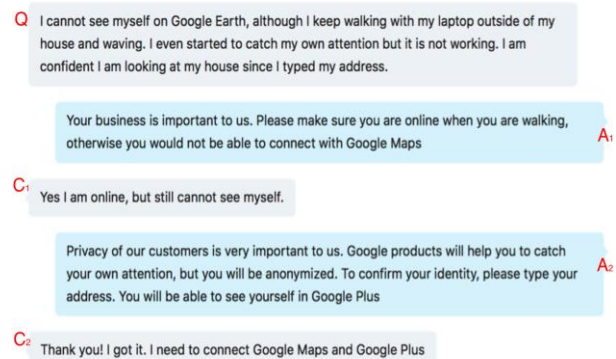 Q
I cannot see myself on Google Earth, although I keep walking with my laptop outside of my
house and waving. I even started to catch my own attention but it is not working. I am
confident I am looking at my house since I typed my address.
Your business is important to us. Please make sure you are online when you are walking,
otherwise you would not be able to connect with Google Maps
A1
C1
Yes I am online, but still cannot see myself.
Privacy of our customers is very important to us. Google products will help you to catch
your own attention, but you will be anonymized. To confirm your identity, please type your
address. You will be able to see yourself in Google Plus
A2
C2
Thank you! I got it. I need to connect Google Maps and Google Plus